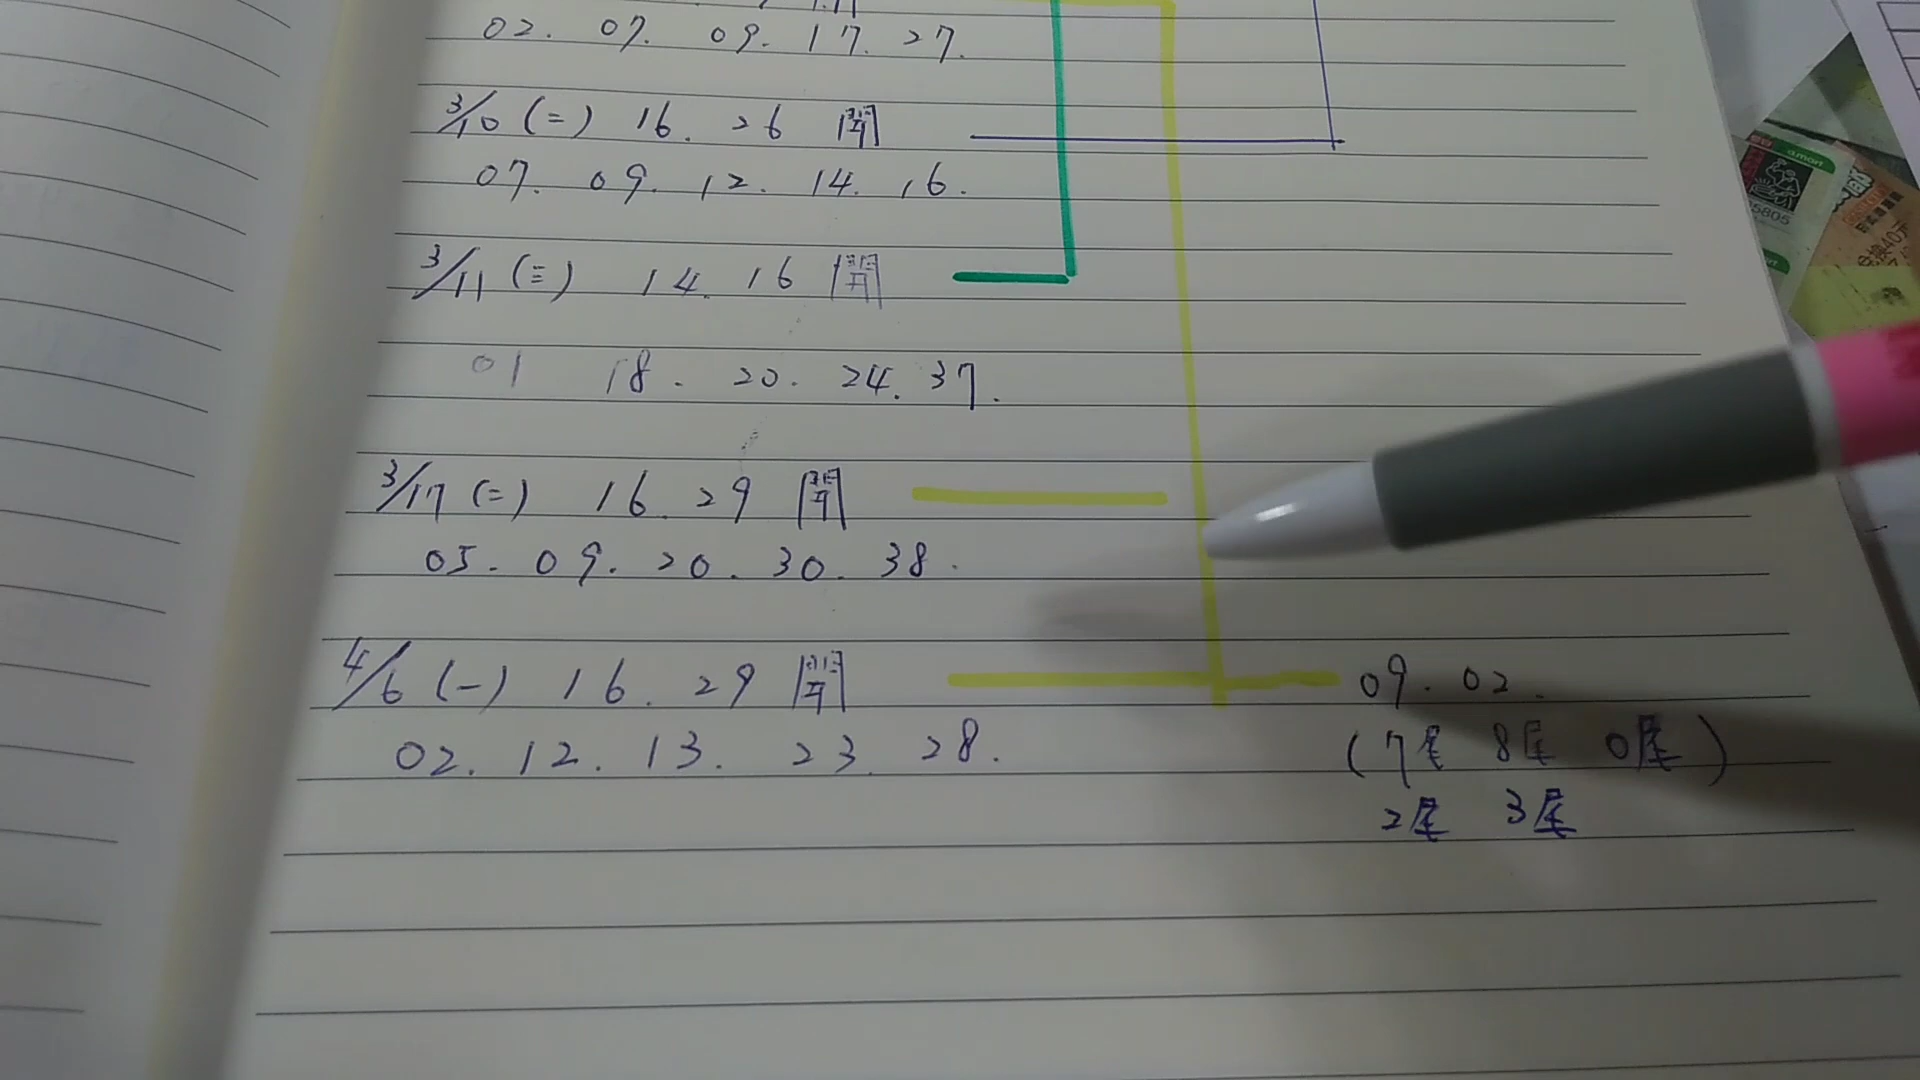 02. 07. 09. 17. 27.
3/10 (二) 16. 26 開
07. 09. 12. 14. 16.
3/11 (三) 14. 16 開
01 18. 20. 24. 37.
3/17 (二) 16. 29 開
05. 09. 20. 30. 38.
4/6 (一) 16. 29 開
02. 12. 13. 23. 28.
09. 02.
(7尾 8尾 0尾)
2尾 3尾
5805